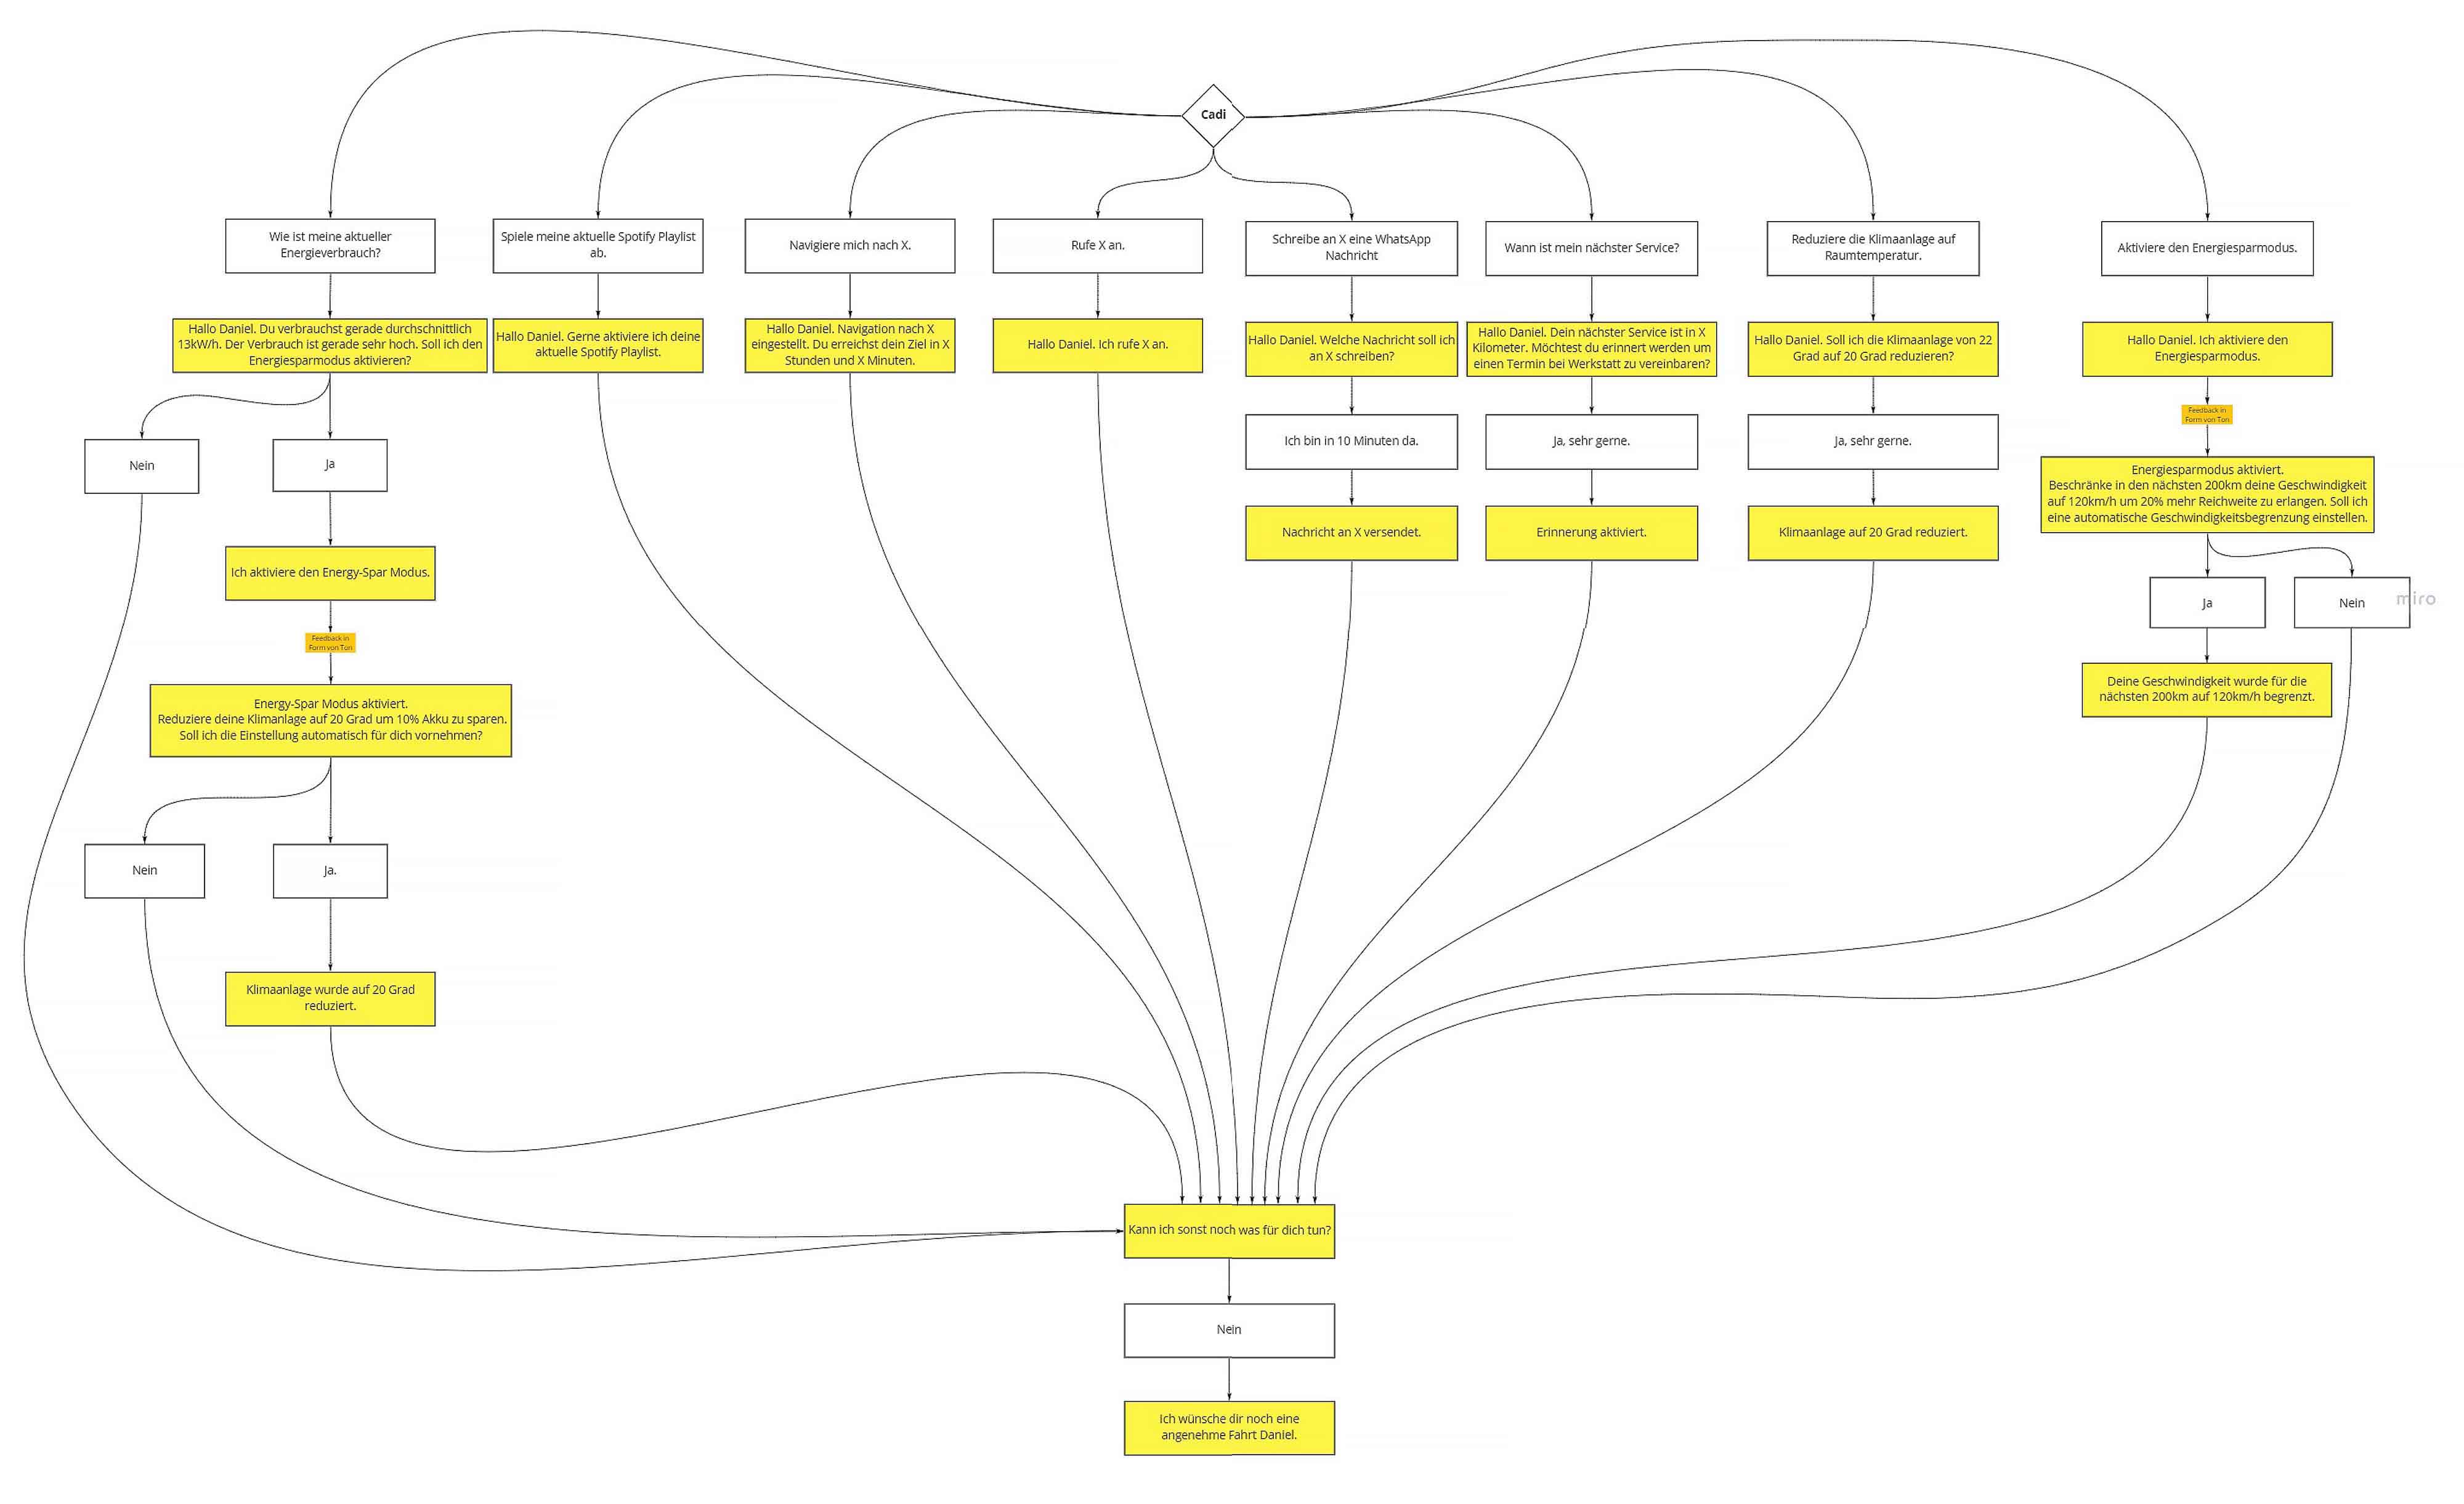 Cadi
Wie ist meine aktueller
Energieverbrauch?
Spiele meine aktuelle Spotify Playlist
ab.
Navigiere mich nach X.
Rufe X an.
Schreibe an X eine WhatsApp
Nachricht
Wann ist mein nächster Service?
Reduziere die Klimaanlage auf
Raumtemperatur.
Aktiviere den Energiesparmodus.
Hallo Daniel. Du verbrauchst gerade durchschnittlich
13kW/h. Der Verbrauch ist gerade sehr hoch. Soll ich den
Energiesparmodus aktivieren?
Hallo Daniel. Gerne aktiviere ich deine
aktuelle Spotify Playlist.
Hallo Daniel. Navigation nach X
eingestellt. Du erreichst dein Ziel in X
Stunden und X Minuten.
Hallo Daniel. Ich rufe X an.
Hallo Daniel. Welche Nachricht soll ich
an X schreiben?
Hallo Daniel. Dein nächster Service ist in X
Kilometer. Möchtest du erinnert werden um
einen Termin bei Werkstatt zu vereinbaren?
Hallo Daniel. Soll ich die Klimaanlage von 22
Grad auf 20 Grad reduzieren?
Hallo Daniel. Ich aktiviere den
Energiesparmodus.
Feedback in
Form von Ton
Nein
Ja
Ich bin in 10 Minuten da.
Ja, sehr gerne.
Ja, sehr gerne.
Energiesparmodus aktiviert.
Beschränke in den nächsten 200km deine Geschwindigkeit
auf 120km/h um 20% mehr Reichweite zu erlangen. Soll ich
eine automatische Geschwindigkeitsbegrenzung einstellen.
Nachricht an X versendet.
Erinnerung aktiviert.
Klimaanlage auf 20 Grad reduziert.
Ich aktiviere den Energy-Spar Modus.
Ja
Nein
miro
Feedback in
Form von Ton
Deine Geschwindigkeit wurde für die
nächsten 200km auf 120km/h begrenzt.
Energy-Spar Modus aktiviert.
Reduziere deine Klimanlage auf 20 Grad um 10% Akku zu sparen.
Soll ich die Einstellung automatisch für dich vornehmen?
Nein
Ja.
Klimaanlage wurde auf 20 Grad
reduziert.
Kann ich sonst noch was für dich tun?
Nein
Ich wünsche dir noch eine
angenehme Fahrt Daniel.